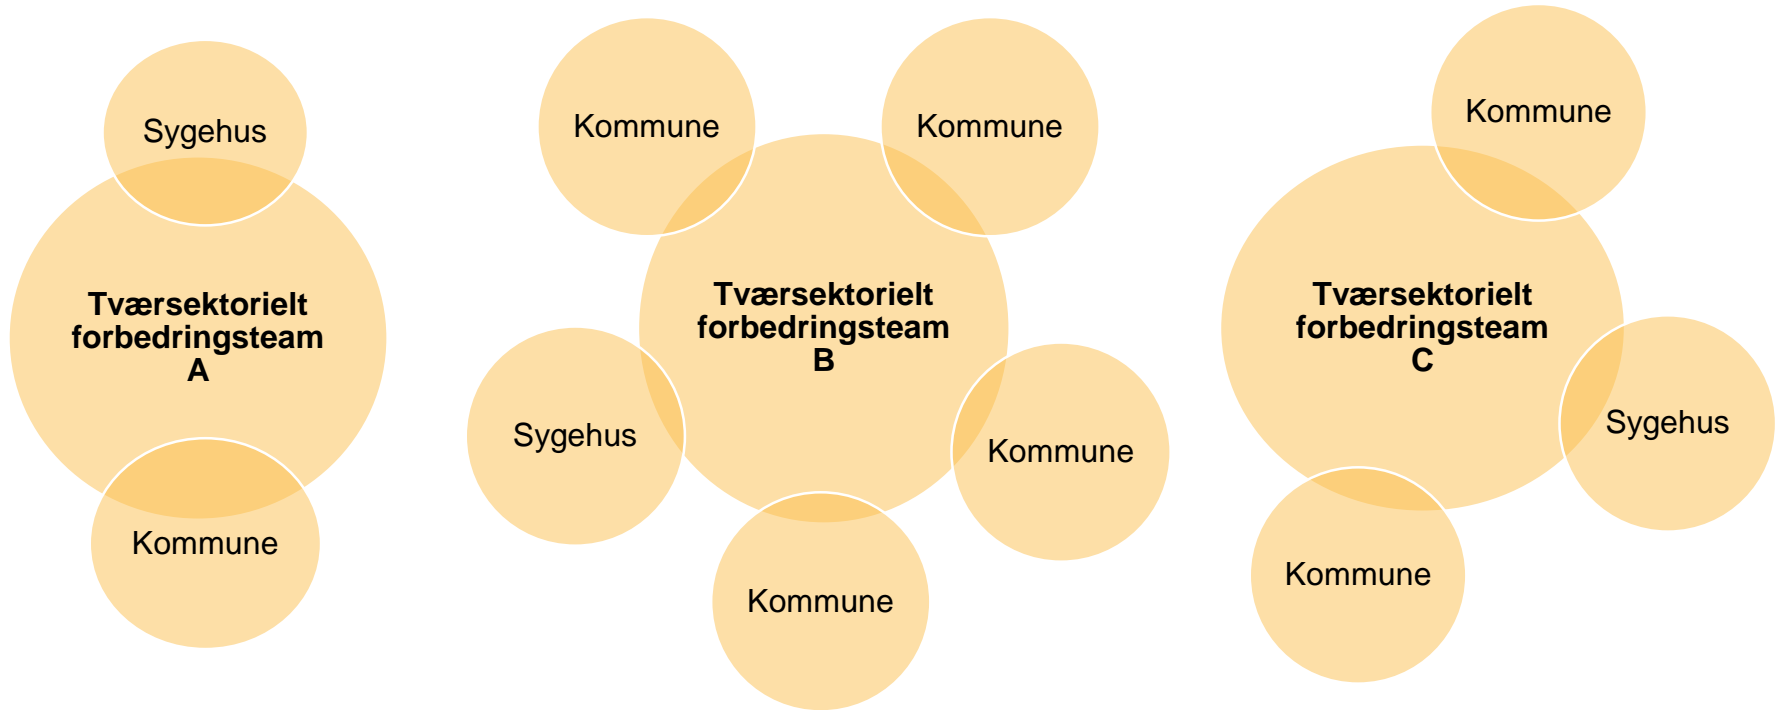 Sygehus
Tværsektorielt
forbedringsteam
A
Kommune
Kommune
Kommune
Tværsektorielt
forbedringsteam
B
Sygehus
Kommune
Kommune
Kommune
Tværsektorielt
forbedringsteam
C
Sygehus
Kommune